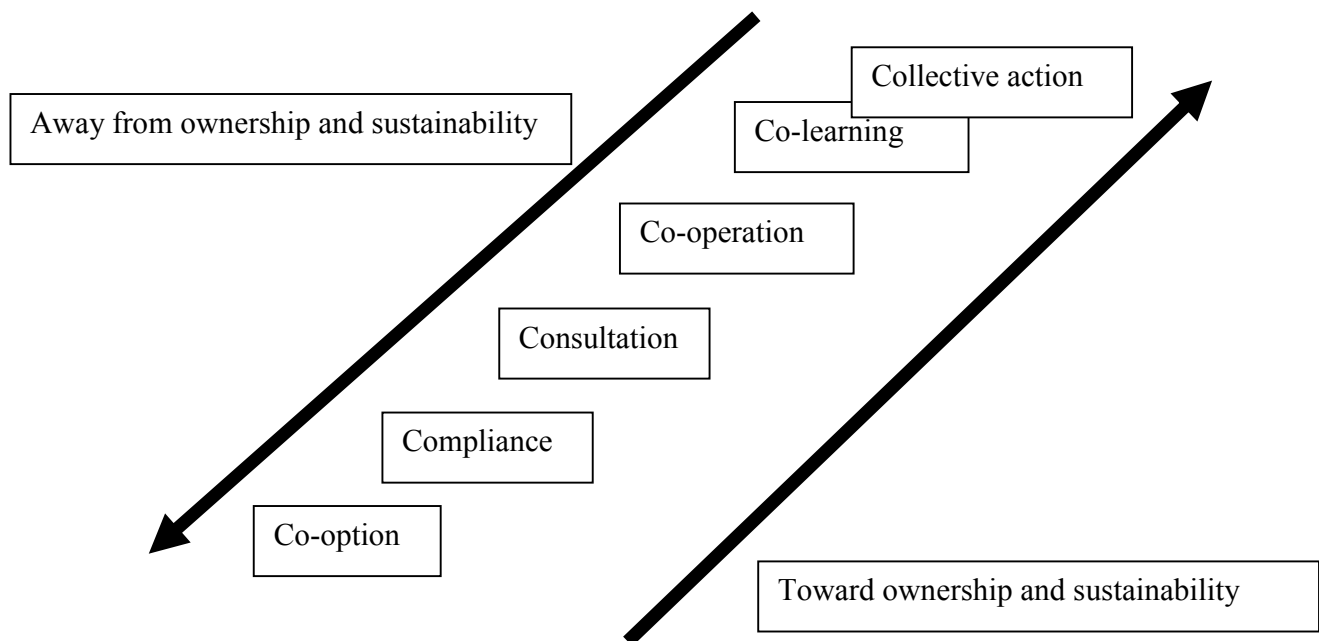 Collective action
Away from ownership and sustainability
Co-learning
Co-operation
Consultation
Compliance
Co-option
Toward ownership and sustainability